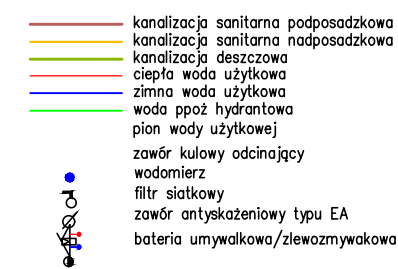 kanalizacja sanitarna podposadzkowa
kanalizacja sanitarna nadposadzkowa
kanalizacja deszczowa
ciepła woda użytkowa
zimna woda użytkowa
woda ppoż hydrantowa
pion wody użytkowej
zawór kulowy odcinający
wodomierz
filtr siatkowy
zawór antyskażeniowy typu EA
bateria umywalkowa/zlewozmywakowa